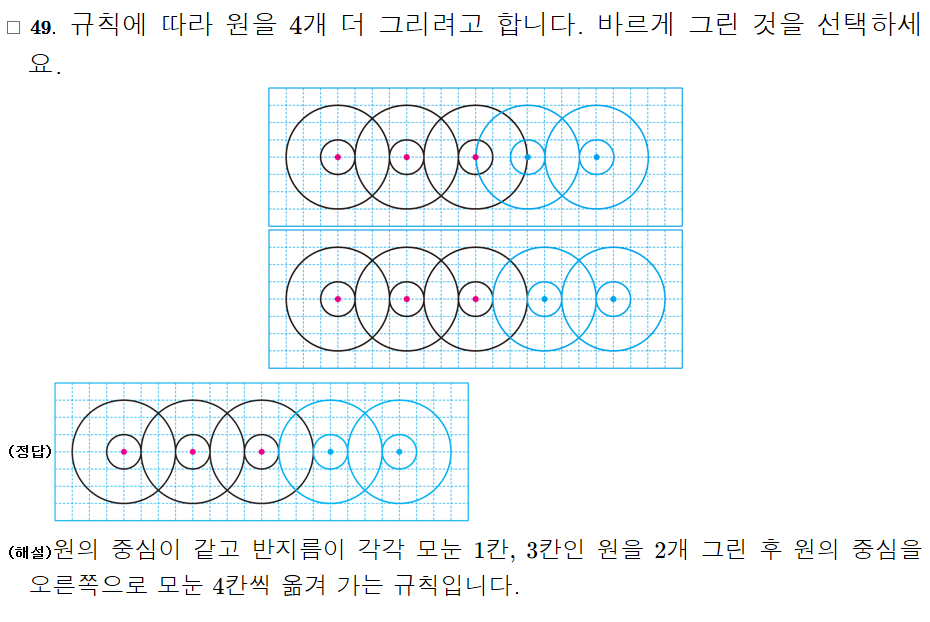 □ 49. 규칙에 따라 원을 4개 더 그리려고 합니다. 바르게 그린 것을 선택하세
요.
(정답)
(해설)원의 중심이 같고 반지름이 각각 모눈 1칸, 3칸인 원을 2개 그린 후 원의 중심을
오른쪽으로 모눈 4칸씩 옮겨 가는 규칙입니다.